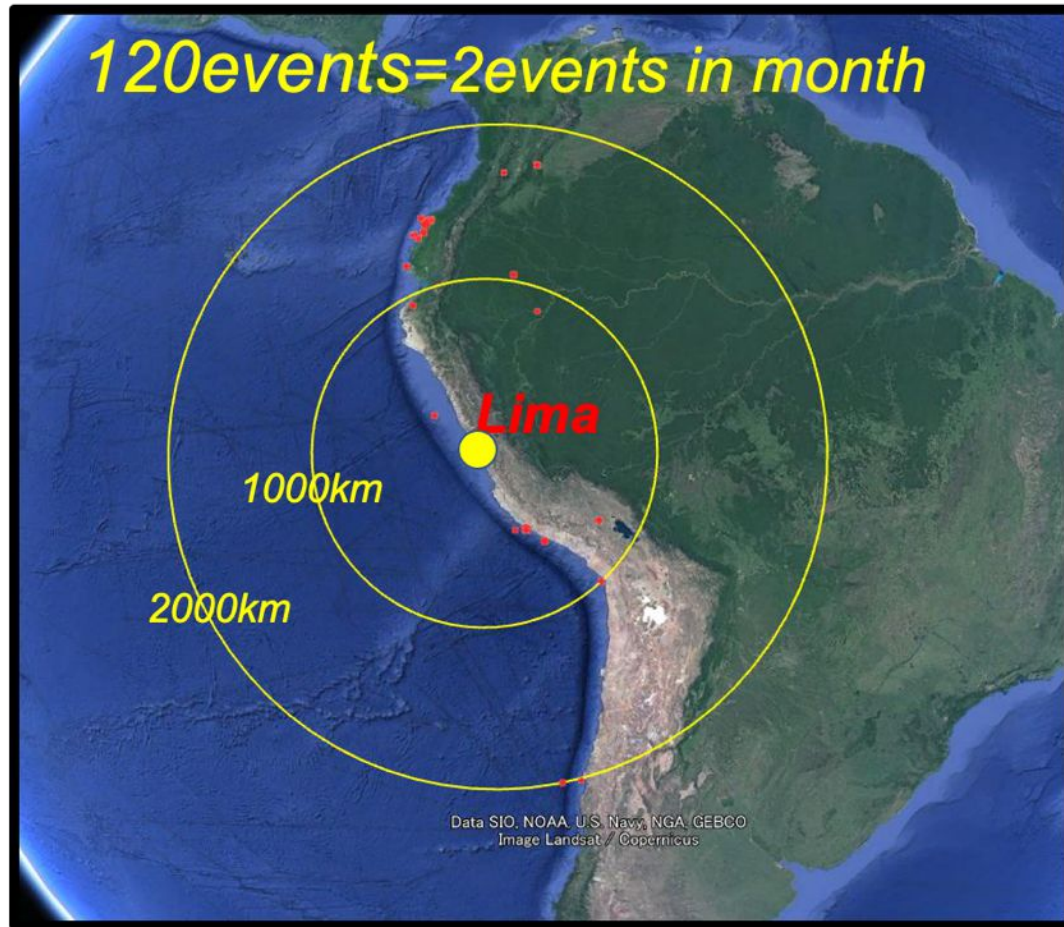 120events=2events in month
Lima
1000km
2000km
Data SIO, NOAA, U.S. Navy, NGA, GEBCO
Image Landsat / Copernicus